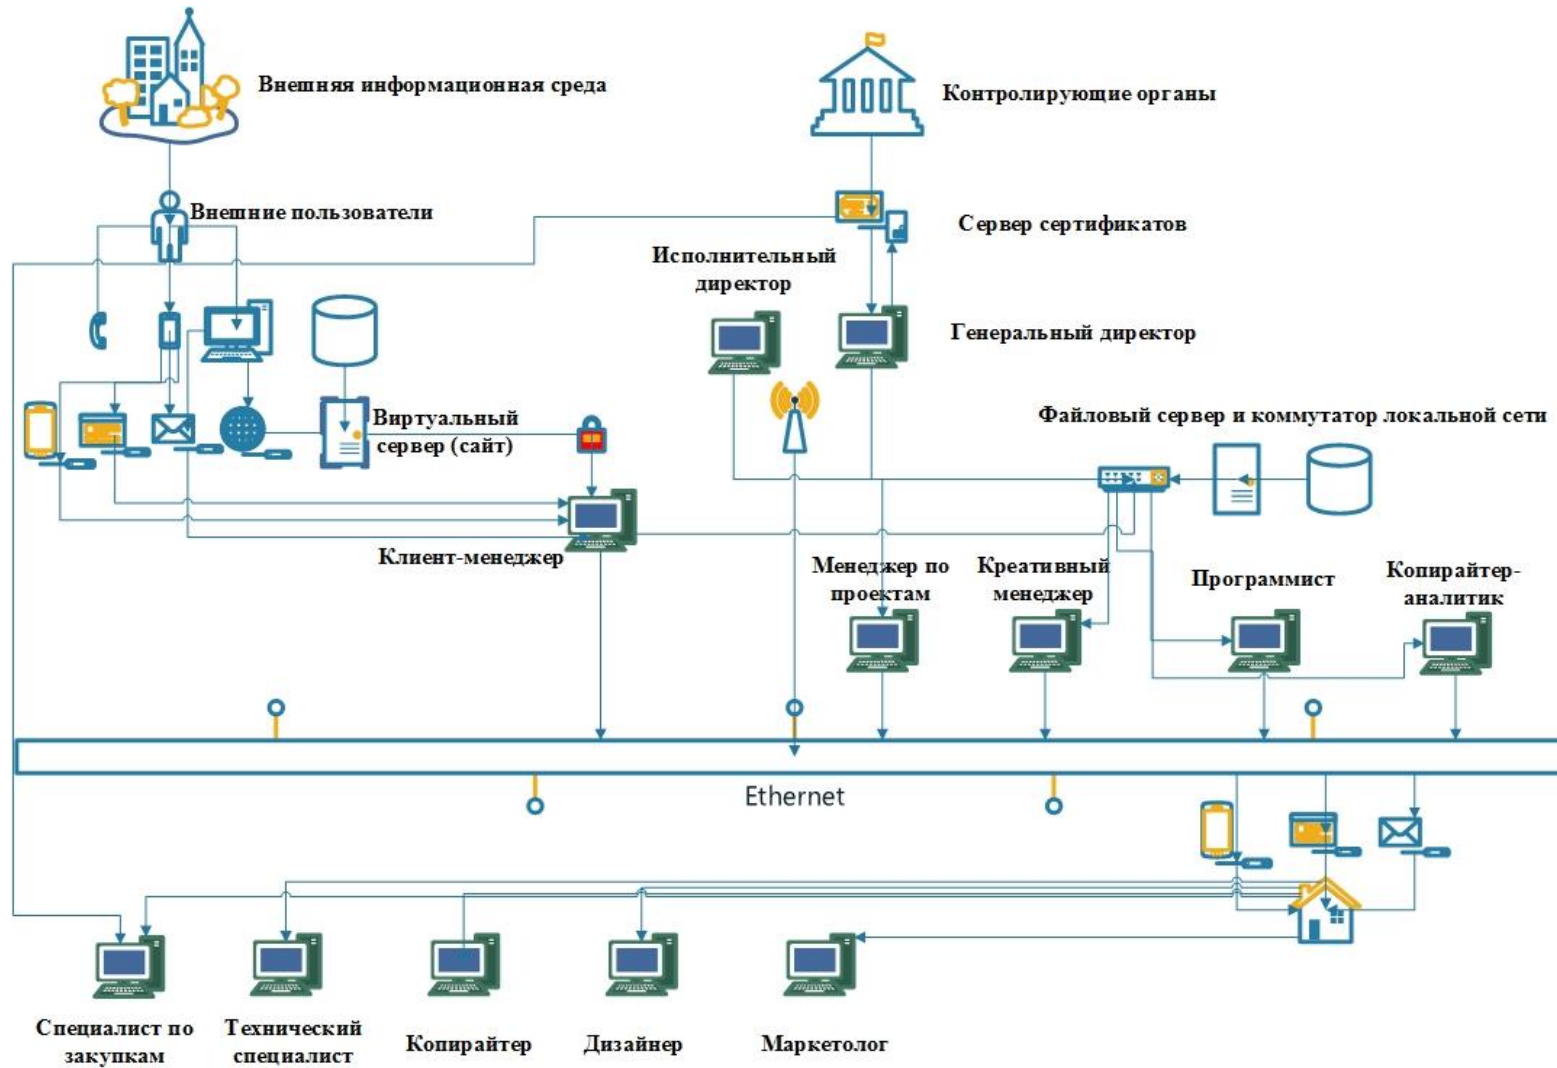 Внешняя информационная среда
Контролирующие органы
Внешние пользователи
Сервер сертификатов
Исполнительный
директор
Генеральный директор
Виртуальный
сервер (сайт)
Файловый сервер и коммутатор локальной сети
Клиент-менеджер
Менеджер по
проектам
Креативный
менеджер
Программист
Копирайтер-
аналитик
Ethernet
Специалист по
закупкам
Технический
специалист
Копирайтер
Дизайнер
Маркетолог